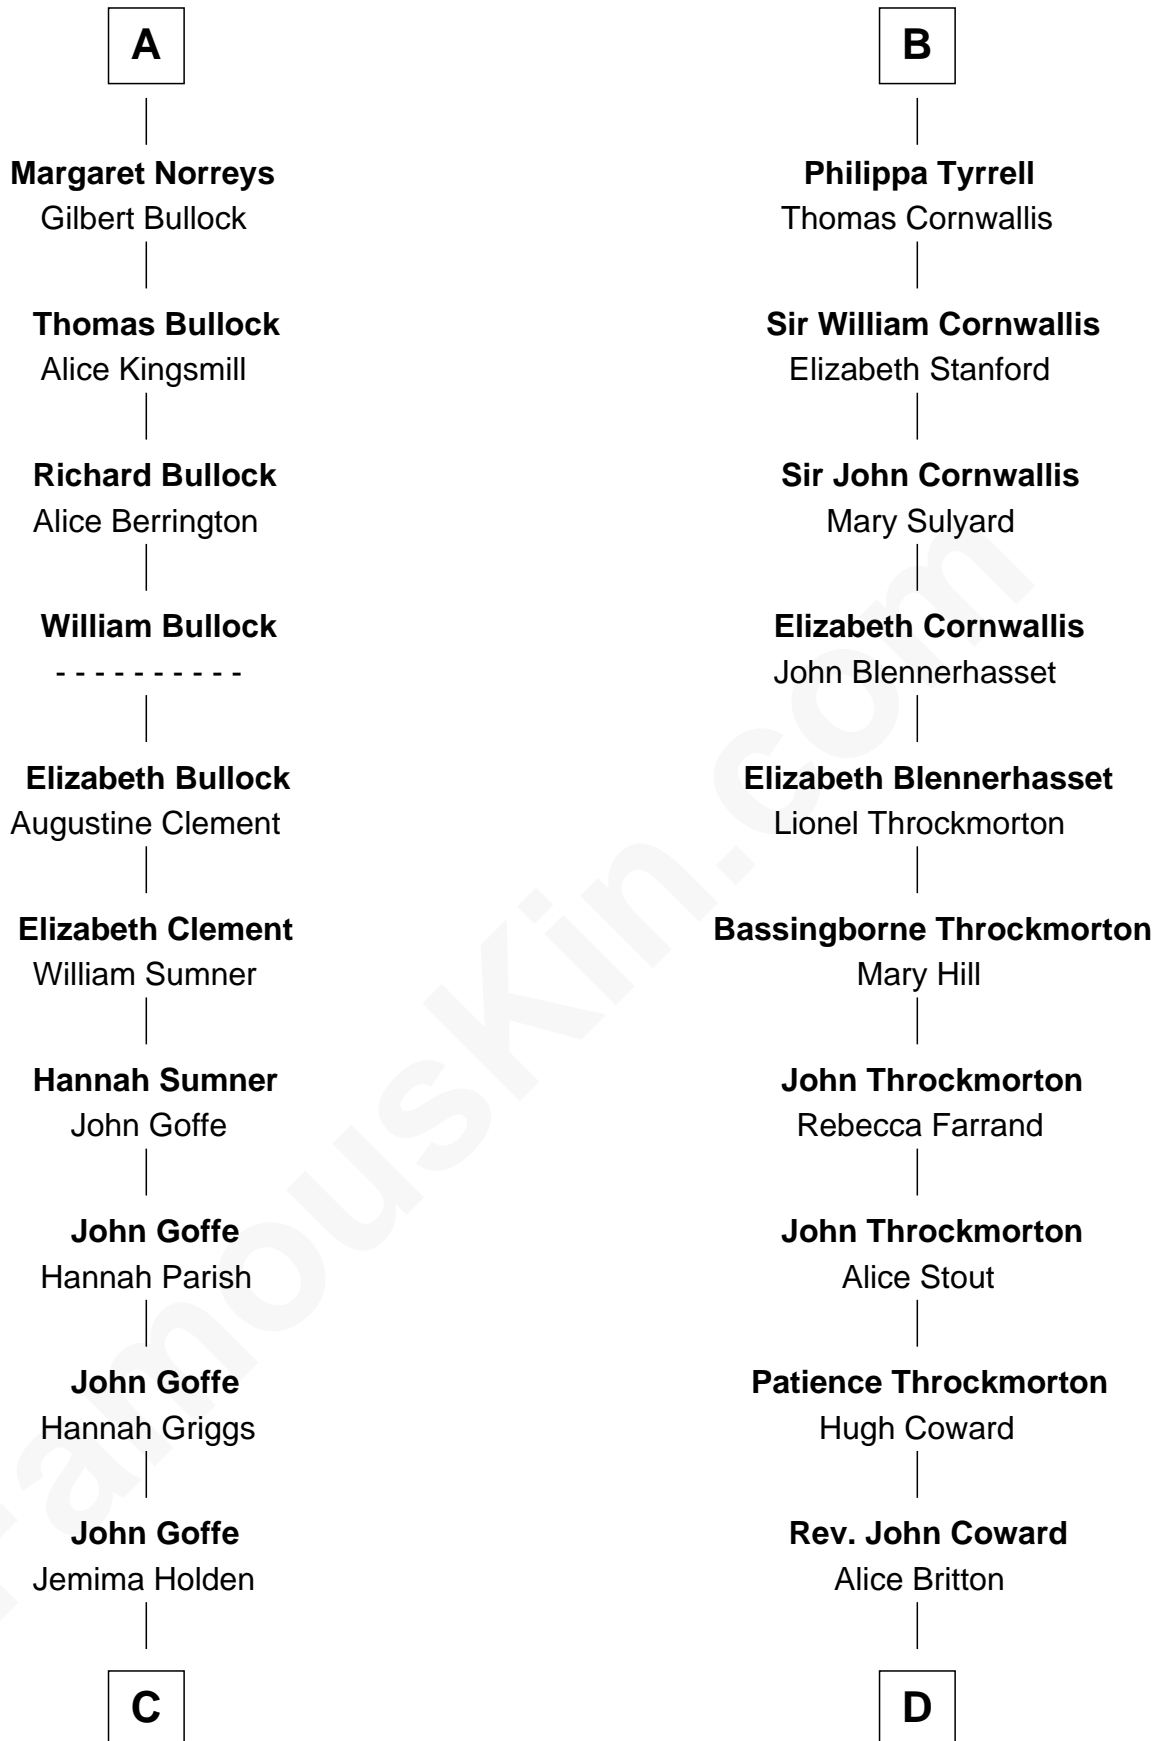 A
Margaret Norreys
Gilbert Bullock
Thomas Bullock
Alice Kingsmill
Richard Bullock
Alice Berrington
William Bullock
- - - - - - - - - -
Elizabeth Bullock
Augustine Clement
Elizabeth Clement
William Sumner
Hannah Sumner
John Goffe
John Goffe
Hannah Parish
John Goffe
Hannah Griggs
John Goffe
Jemima Holden
C
B
Philippa Tyrrell
Thomas Cornwallis
Sir William Cornwallis
Elizabeth Stanford
Sir John Cornwallis
Mary Sulyard
Elizabeth Cornwallis
John Blennerhasset
Elizabeth Blennerhasset
Lionel Throckmorton
Bassingborne Throckmorton
Mary Hill
John Throckmorton
Rebecca Farrand
John Throckmorton
Alice Stout
Patience Throckmorton
Hugh Coward
Rev. John Coward
Alice Britton
D
FamousKin.com